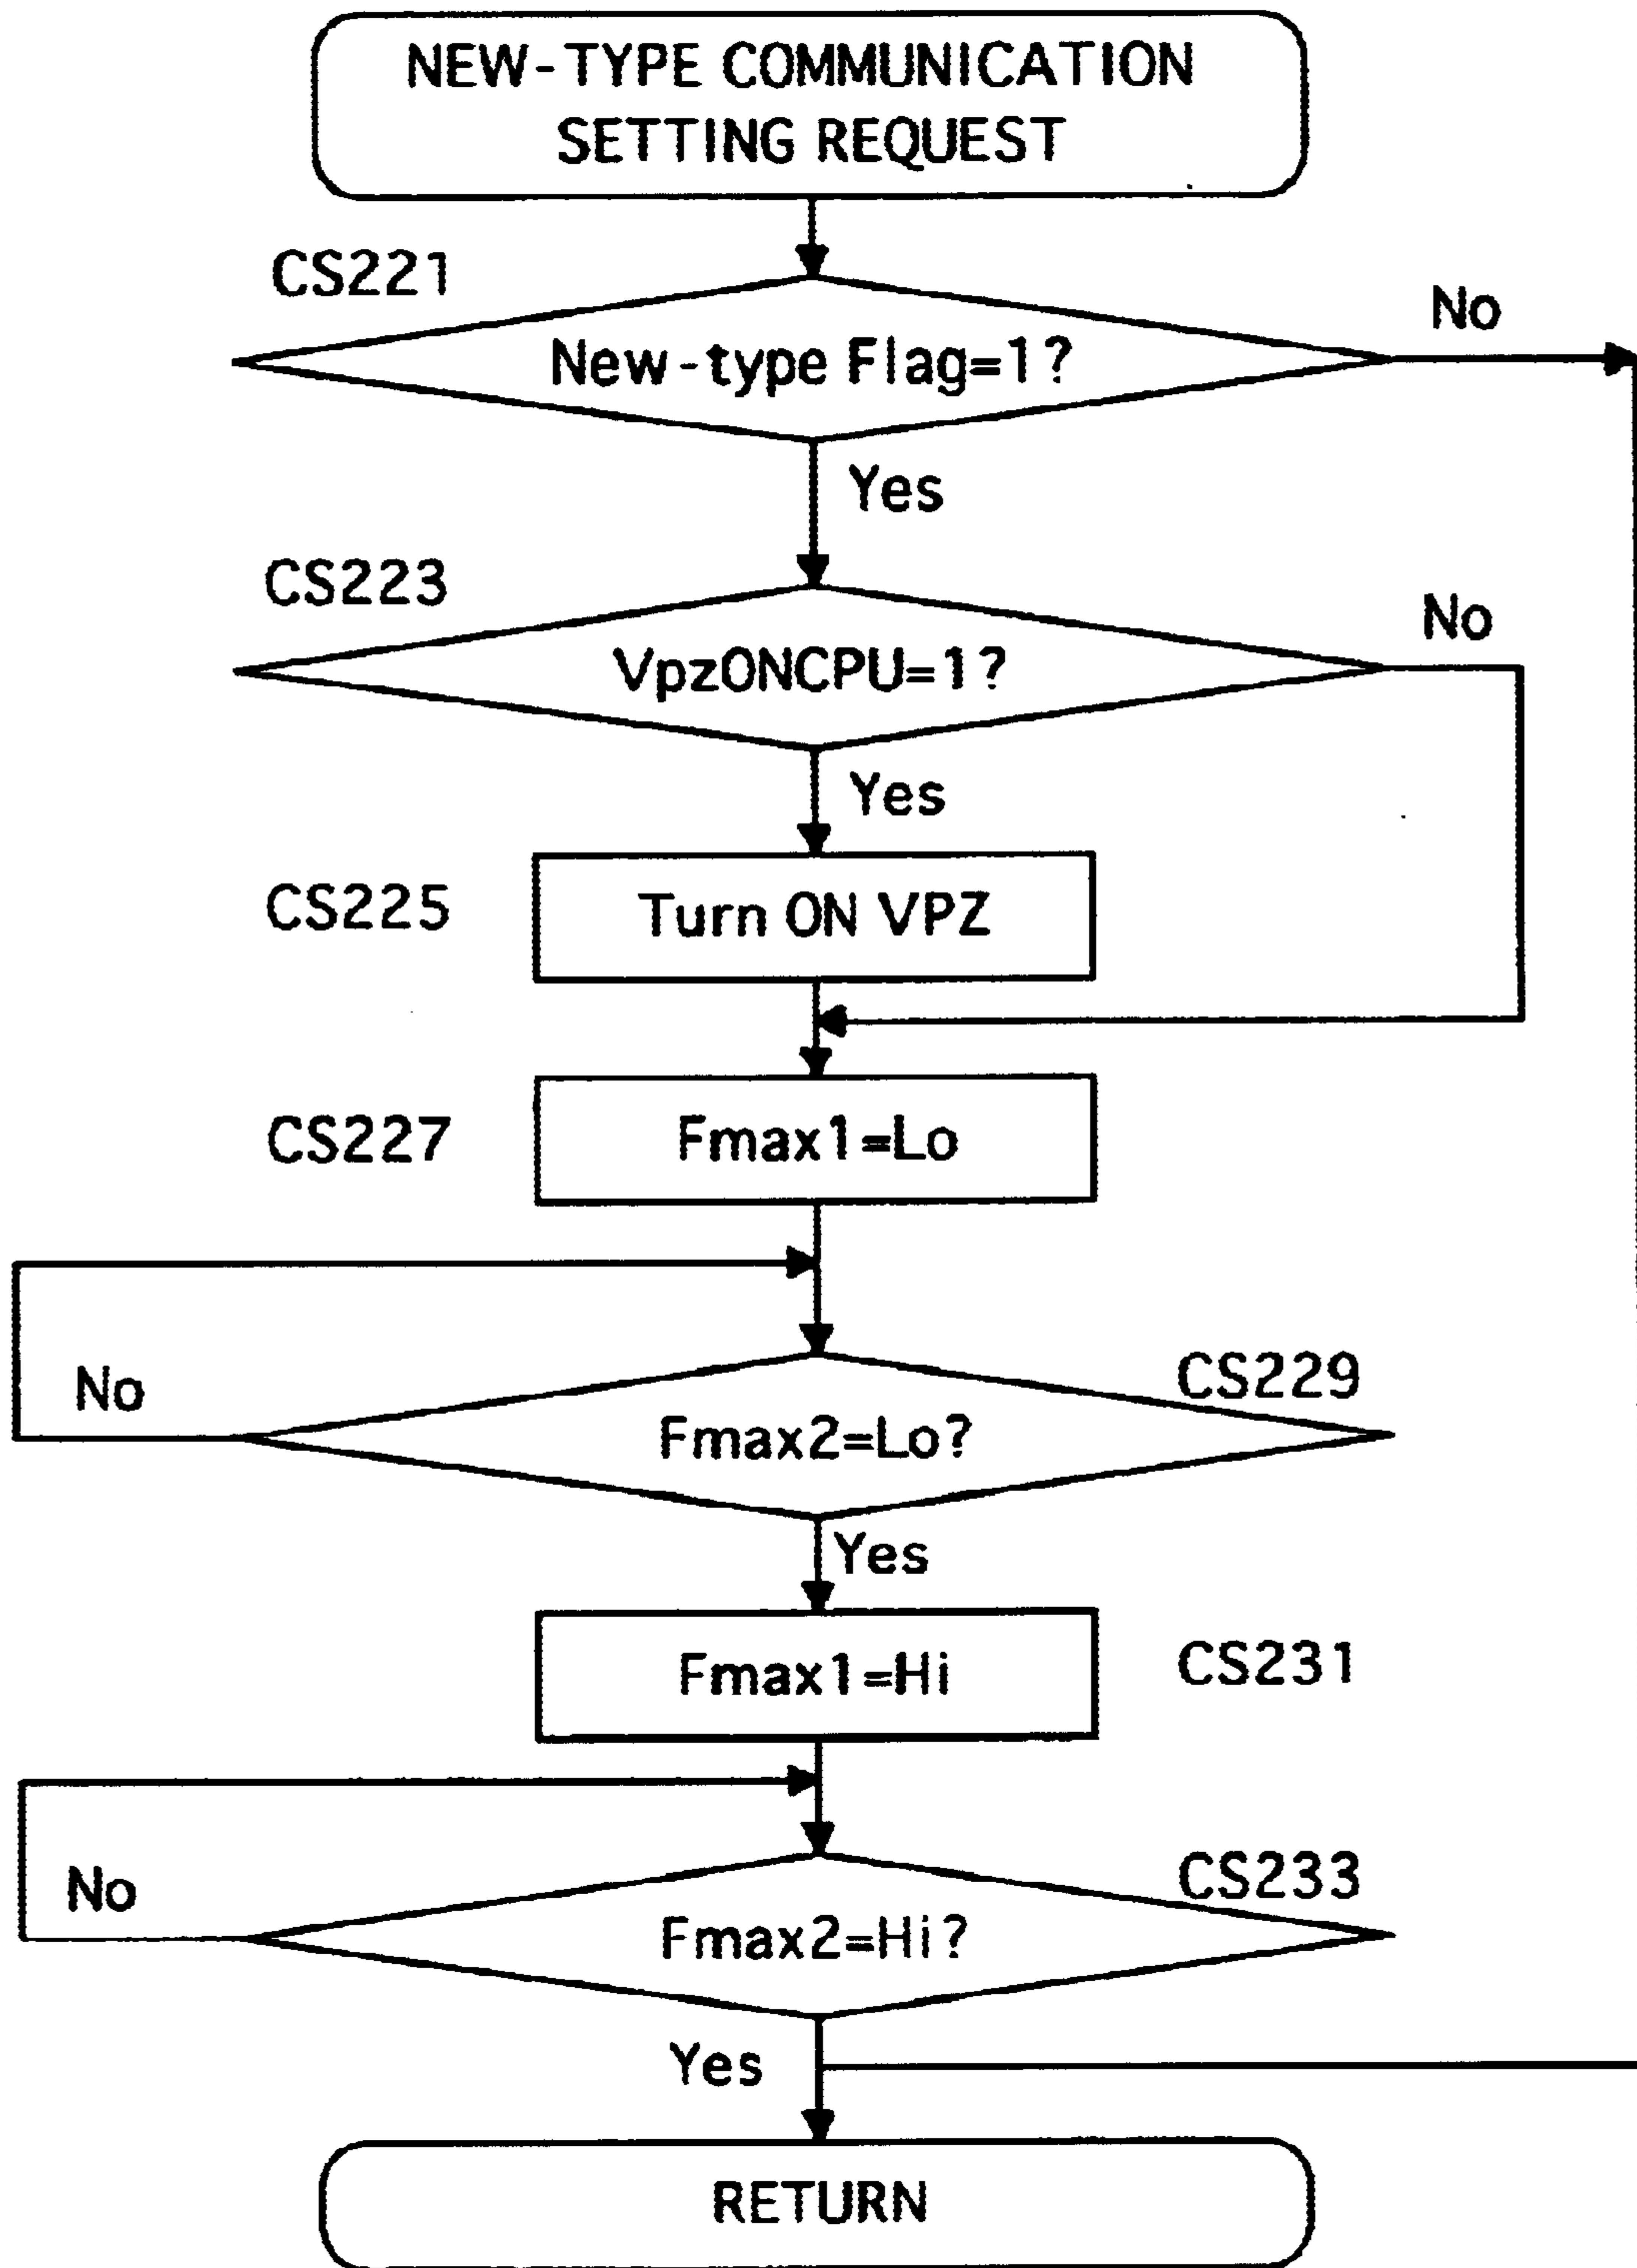 NEW-TYPE COMMUNICATION
SETTING REQUEST
CS221
New-type Flag=1?
No
Yes
CS223
VpzONCPU=1?
No
Yes
CS225
Turn ON VPZ
CS227
Fmax1=Lo
CS229
No
Fmax2=Lo?
Yes
Fmax1=Hi
CS231
CS233
No
Fmax2=Hi?
Yes
RETURN